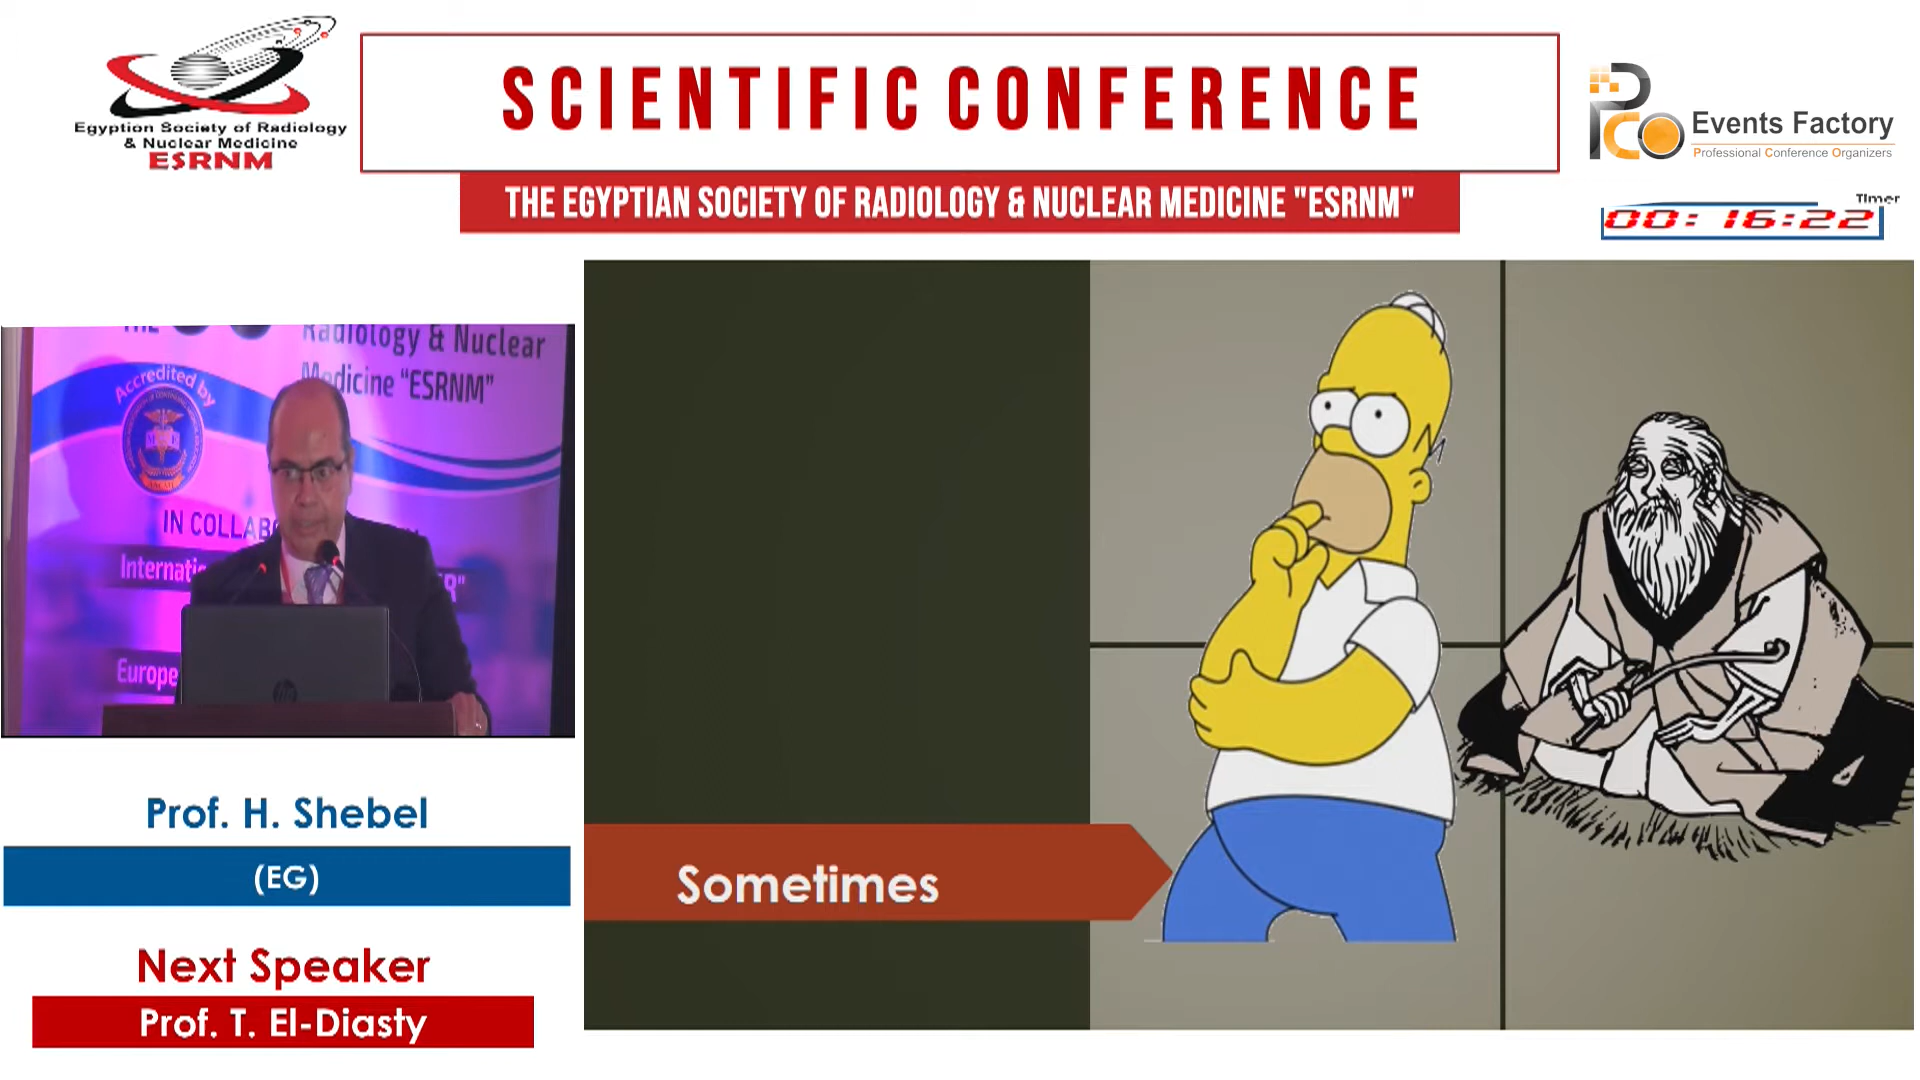 Egyptian Society of Radiology
& Nuclear Medicine
ESRNM
SCIENTIFIC CONFERENCE
THE EGYPTIAN SOCIETY OF RADIOLOGY & NUCLEAR MEDICINE "ESRNM"
PCO Events Factory
Professional Conference Organizers
Timer
00:16:22
Radiology & Nuclear
Medicine "ESRNM"
Accredited by
IN COLLAB
Internati
Europe
hp
Sometimes
Prof. H. Shebel
(EG)
Next Speaker
Prof. T. El-Diasty